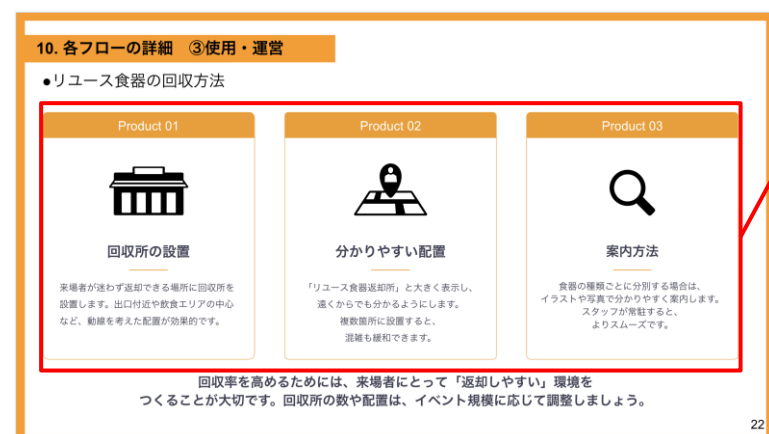 10. 各フローの詳細　③使用・運営
●リユース食器の回収方法
Product 01
回収所の設置
来場者が迷わず返却できる場所に回収所を
設置します。出口付近や飲食エリアの中心
など、動線を考えた配置が効果的です。
Product 02
分かりやすい配置
「リユース食器返却所」と大きく表示し、
遠くからでも分かるようにします。
複数箇所に設置すると、
混雑も緩和できます。
Product 03
案内方法
食器の種類ごとに分別する場合は、
イラストや写真で分かりやすく案内します。
スタッフが常駐すると、
よりスムーズです。
回収率を高めるためには、来場者にとって「返却しやすい」環境を
つくることが大切です。回収所の数や配置は、イベント規模に応じて調整しましょう。
22